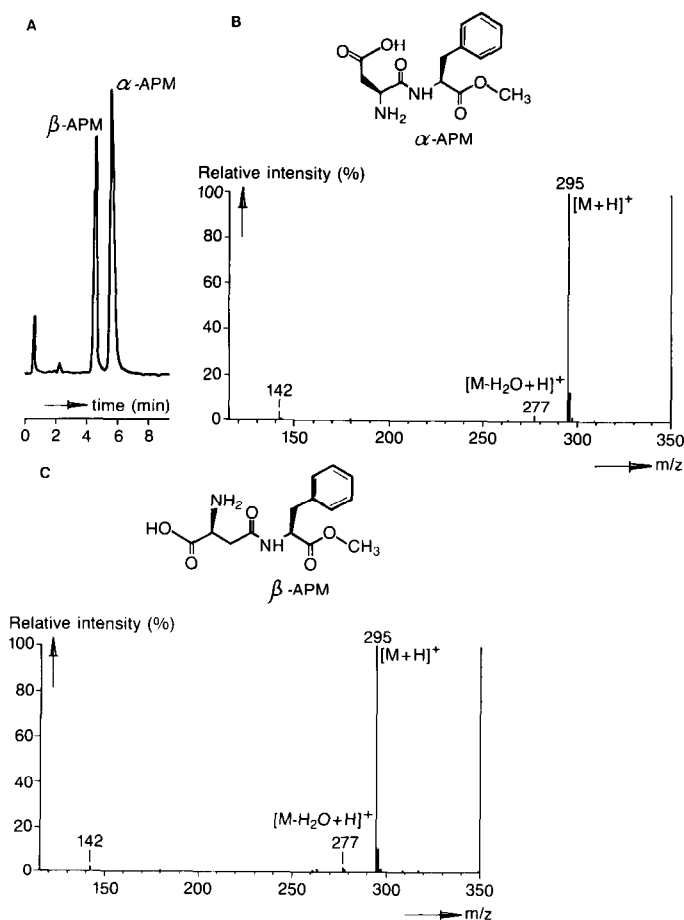 A
α-APM
β-APM
time (min)
0 2 4 6 8
B
OH
O
O
O
CH₃
NH
NH₂
O
α-APM
Relative intensity (%)
100
80
60
40
20
0
295
[M+H]⁺
[M-H₂O+H]⁺
142
277
150 200 250 300 350
m/z
C
NH₂
O
HO
O
CH₃
NH
O
O
β-APM
Relative intensity (%)
100
80
60
40
20
0
295
[M+H]⁺
[M-H₂O+H]⁺
142
277
150 200 250 300 350
m/z